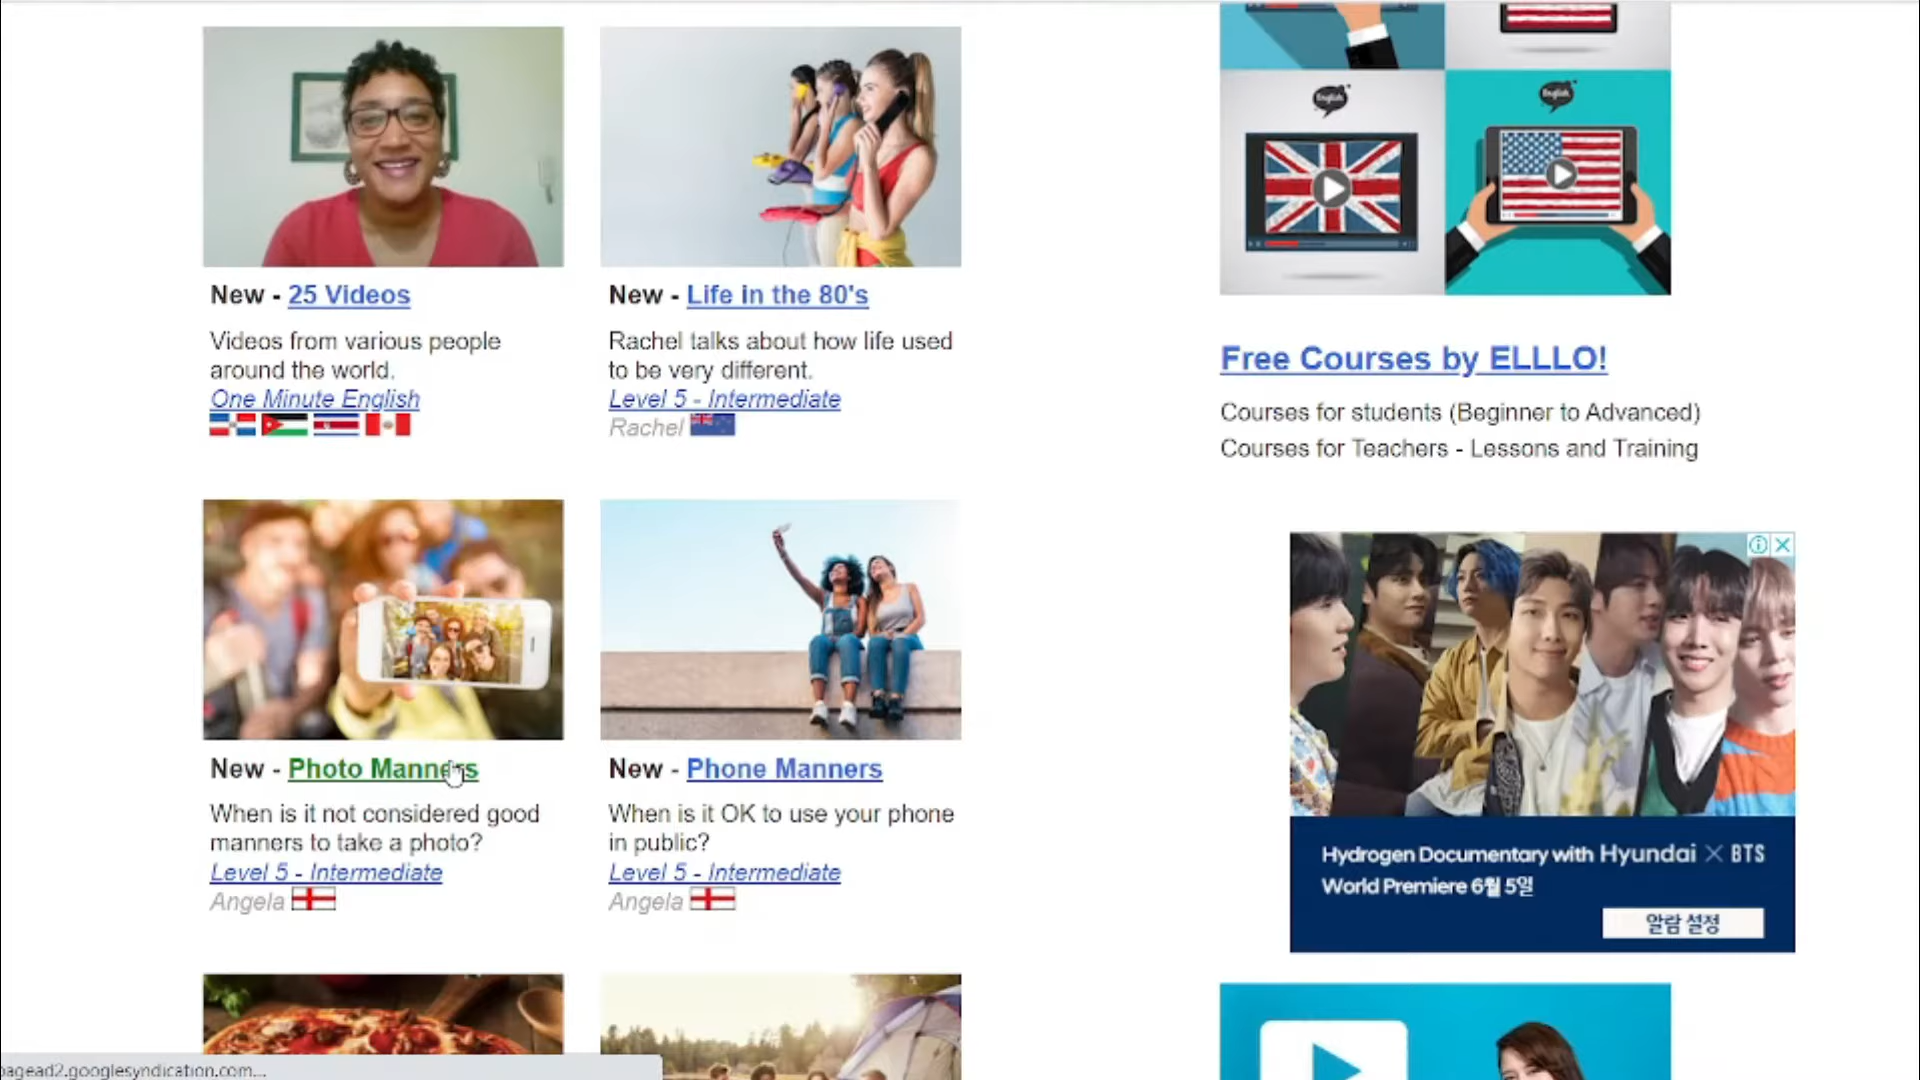 English
English
New - 25 Videos
Videos from various people
around the world.
One Minute English
New - Life in the 80's
Rachel talks about how life used
to be very different.
Level 5 - Intermediate
Rachel
Free Courses by ELLLO!
Courses for students (Beginner to Advanced)
Courses for Teachers - Lessons and Training
New - Photo Manners
When is it not considered good
manners to take a photo?
Level 5 - Intermediate
Angela
New - Phone Manners
When is it OK to use your phone
in public?
Level 5 - Intermediate
Angela
Hydrogen Documentary with Hyundai × BTS
World Premiere 6월 5일
알람 설정
pagead2.googlesyndication.com...